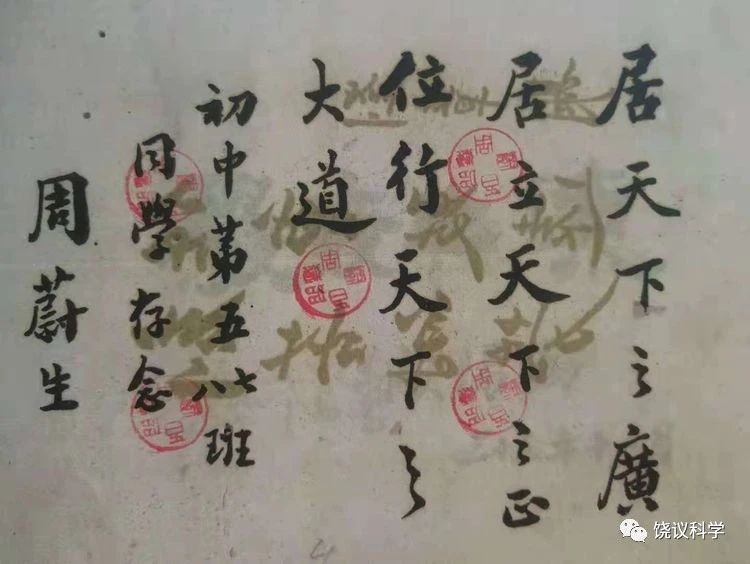 居天下之廣
居立天下之正
位行天下之
大道
初中第五七八班
同學存念
周蔚生
饶议科学